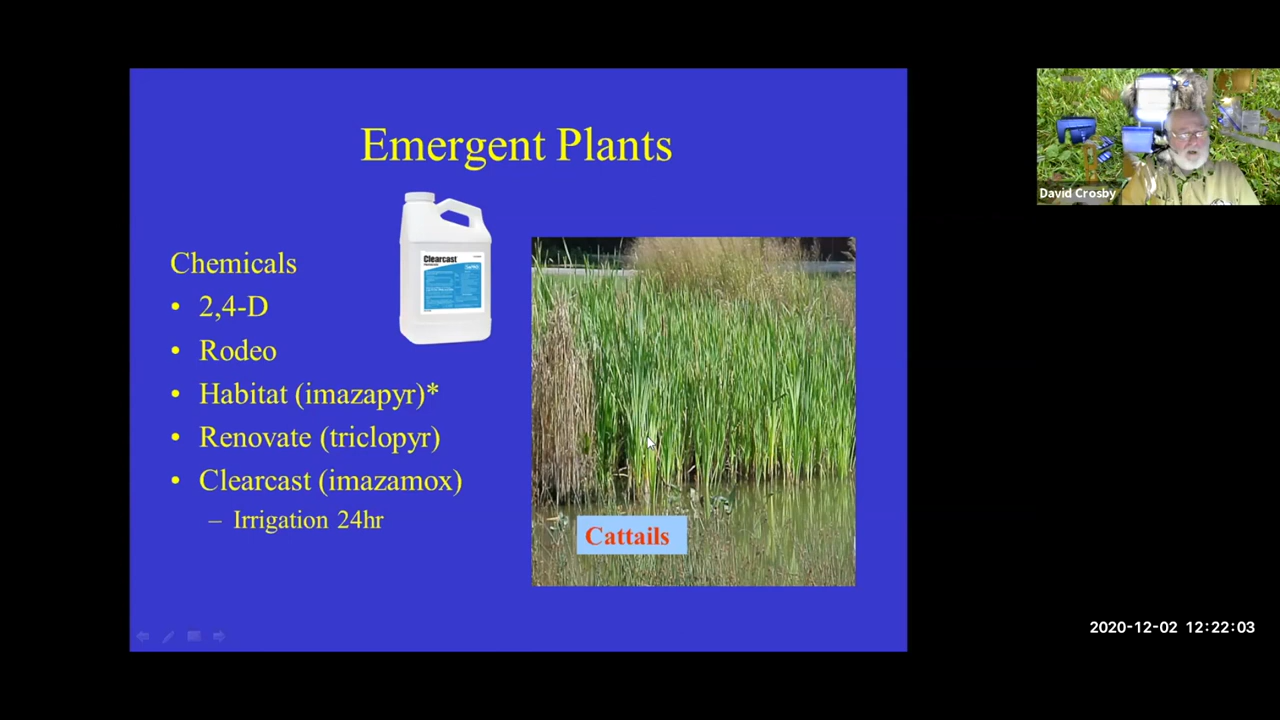 Emergent Plants
Clearcast
Chemicals
• 2,4-D
• Rodeo
• Habitat (imazapyr)*
• Renovate (triclopyr)
• Clearcast (imazamox)
– Irrigation 24hr
Cattails
David Crosby
2020-12-02 12:22:03